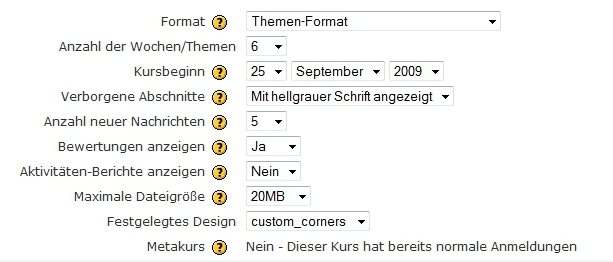 Format Themen-Format
Anzahl der Wochen/Themen 6
Kursbeginn 25 September 2009
Verborgene Abschnitte Mit hellgrauer Schrift angezeigt
Anzahl neuer Nachrichten 5
Bewertungen anzeigen Ja
Aktivitäten-Berichte anzeigen Nein
Maximale Dateigröße 20MB
Festgelegtes Design custom_corners
Metakurs Nein - Dieser Kurs hat bereits normale Anmeldungen